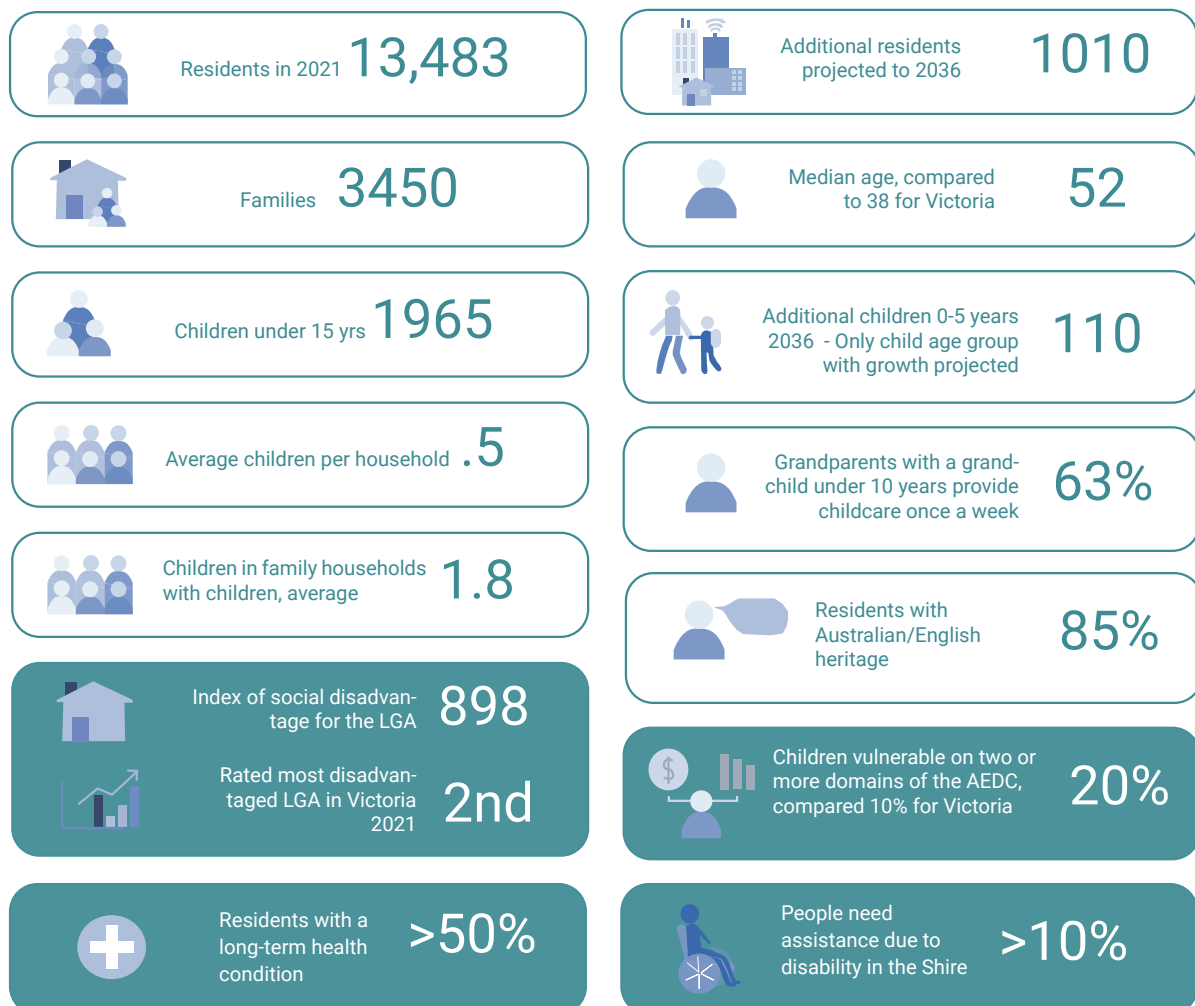 Residents in 2021 13,483
Families 3450
Children under 15 yrs 1965
Average children per household .5
Children in family households
with children, average
1.8
Index of social disadvan-
tage for the LGA
898
Rated most disadvan-
taged LGA in Victoria
2021
2nd
Residents with a
long-term health
condition
>50%
Additional residents
projected to 2036
1010
Median age, compared
to 38 for Victoria
52
Additional children 0-5 years
2036 - Only child age group
with growth projected
110
Grandparents with a grand-
child under 10 years provide
childcare once a week
63%
Residents with
Australian/English
heritage
85%
$
Children vulnerable on two or
more domains of the AEDC,
compared 10% for Victoria
20%
People need
assistance due to
disability in the Shire
>10%